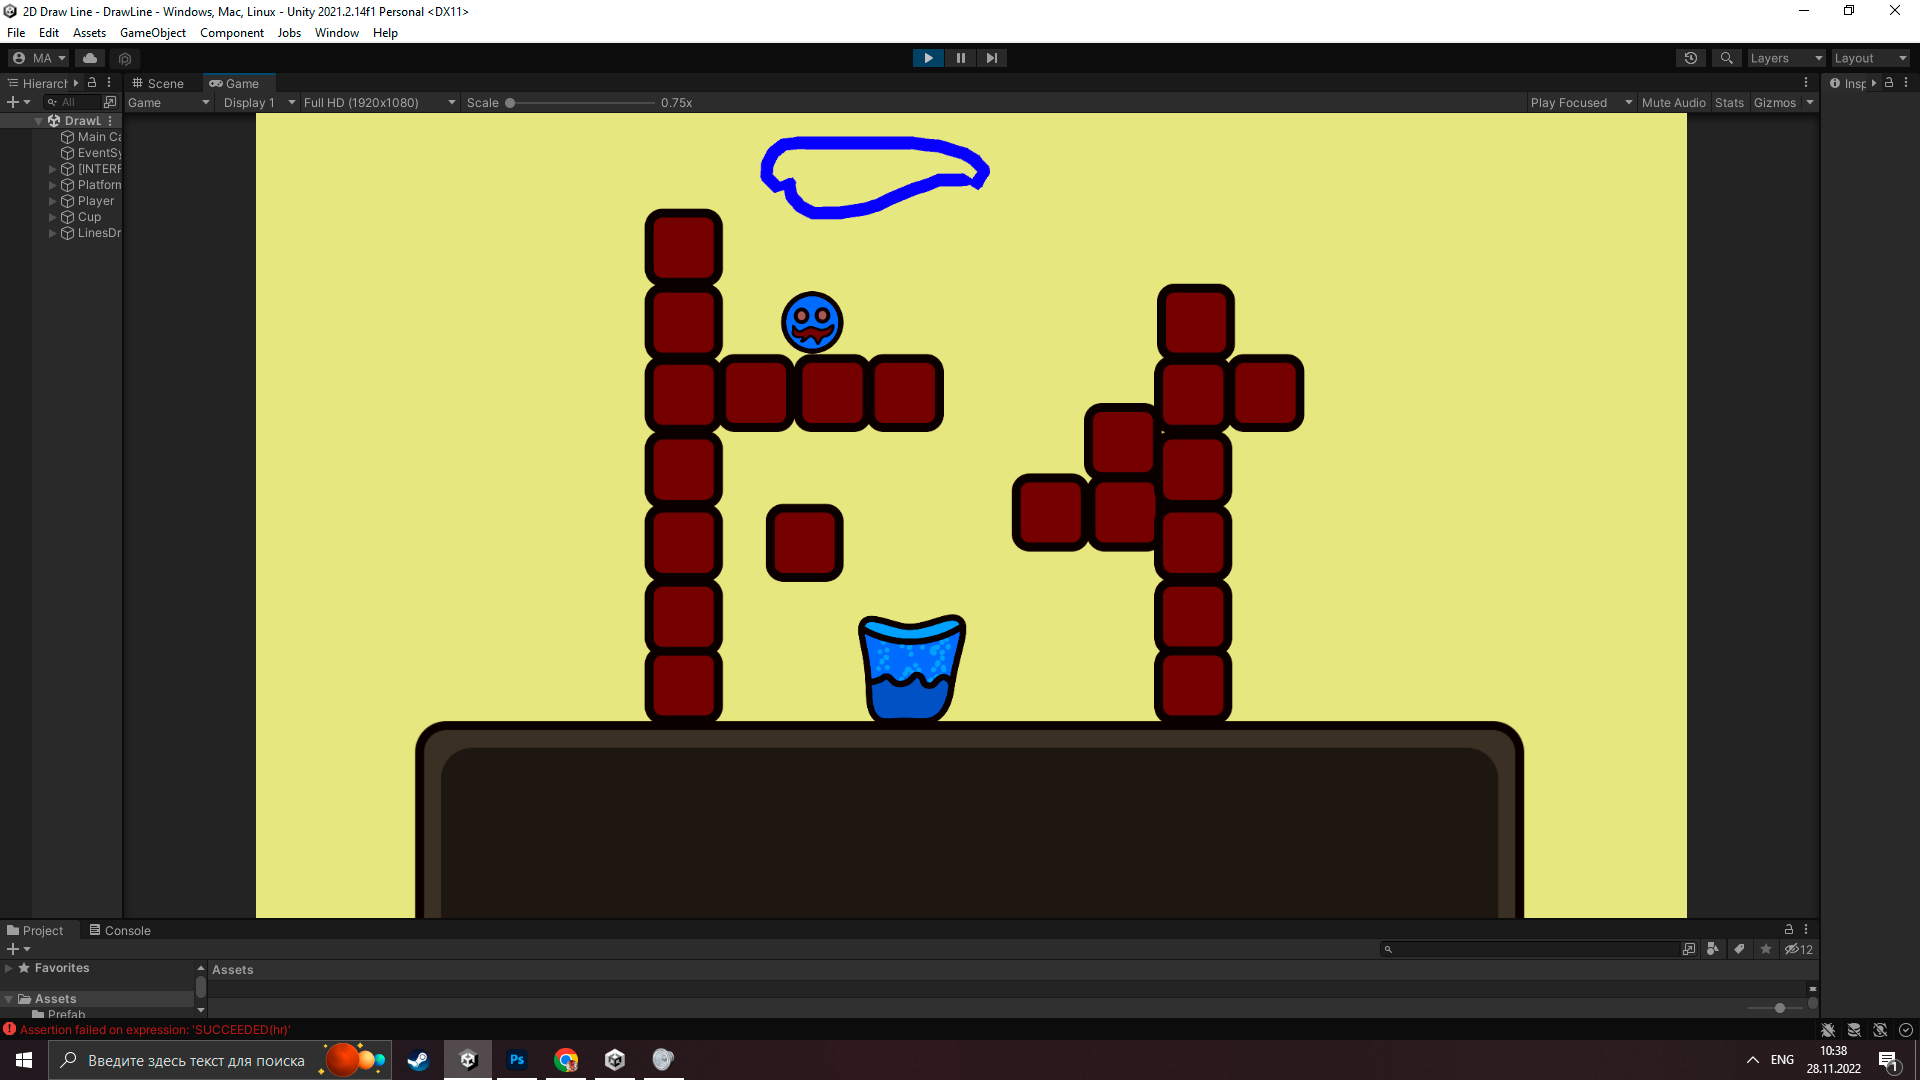 2D Draw Line - DrawLine - Windows, Mac, Linux - Unity 2021.2.14f1 Personal <DX11>
File Edit Assets GameObject Component Jobs Window Help
MA
Layers Layout
Hierarch Scene Game Insp
All Game Display 1 Full HD (1920x1080) Scale 0.75x Play Focused Mute Audio Stats Gizmos
DrawL
Main Ca
EventSy
[INTERF
Platform
Player
Cup
LinesDr
Project Console
12
Favorites
Assets
Assets
Prefab
Assertion failed on expression: 'SUCCEEDED(hr)'
Введите здесь текст для поиска
Ps
ENG
10:38
28.11.2022
1